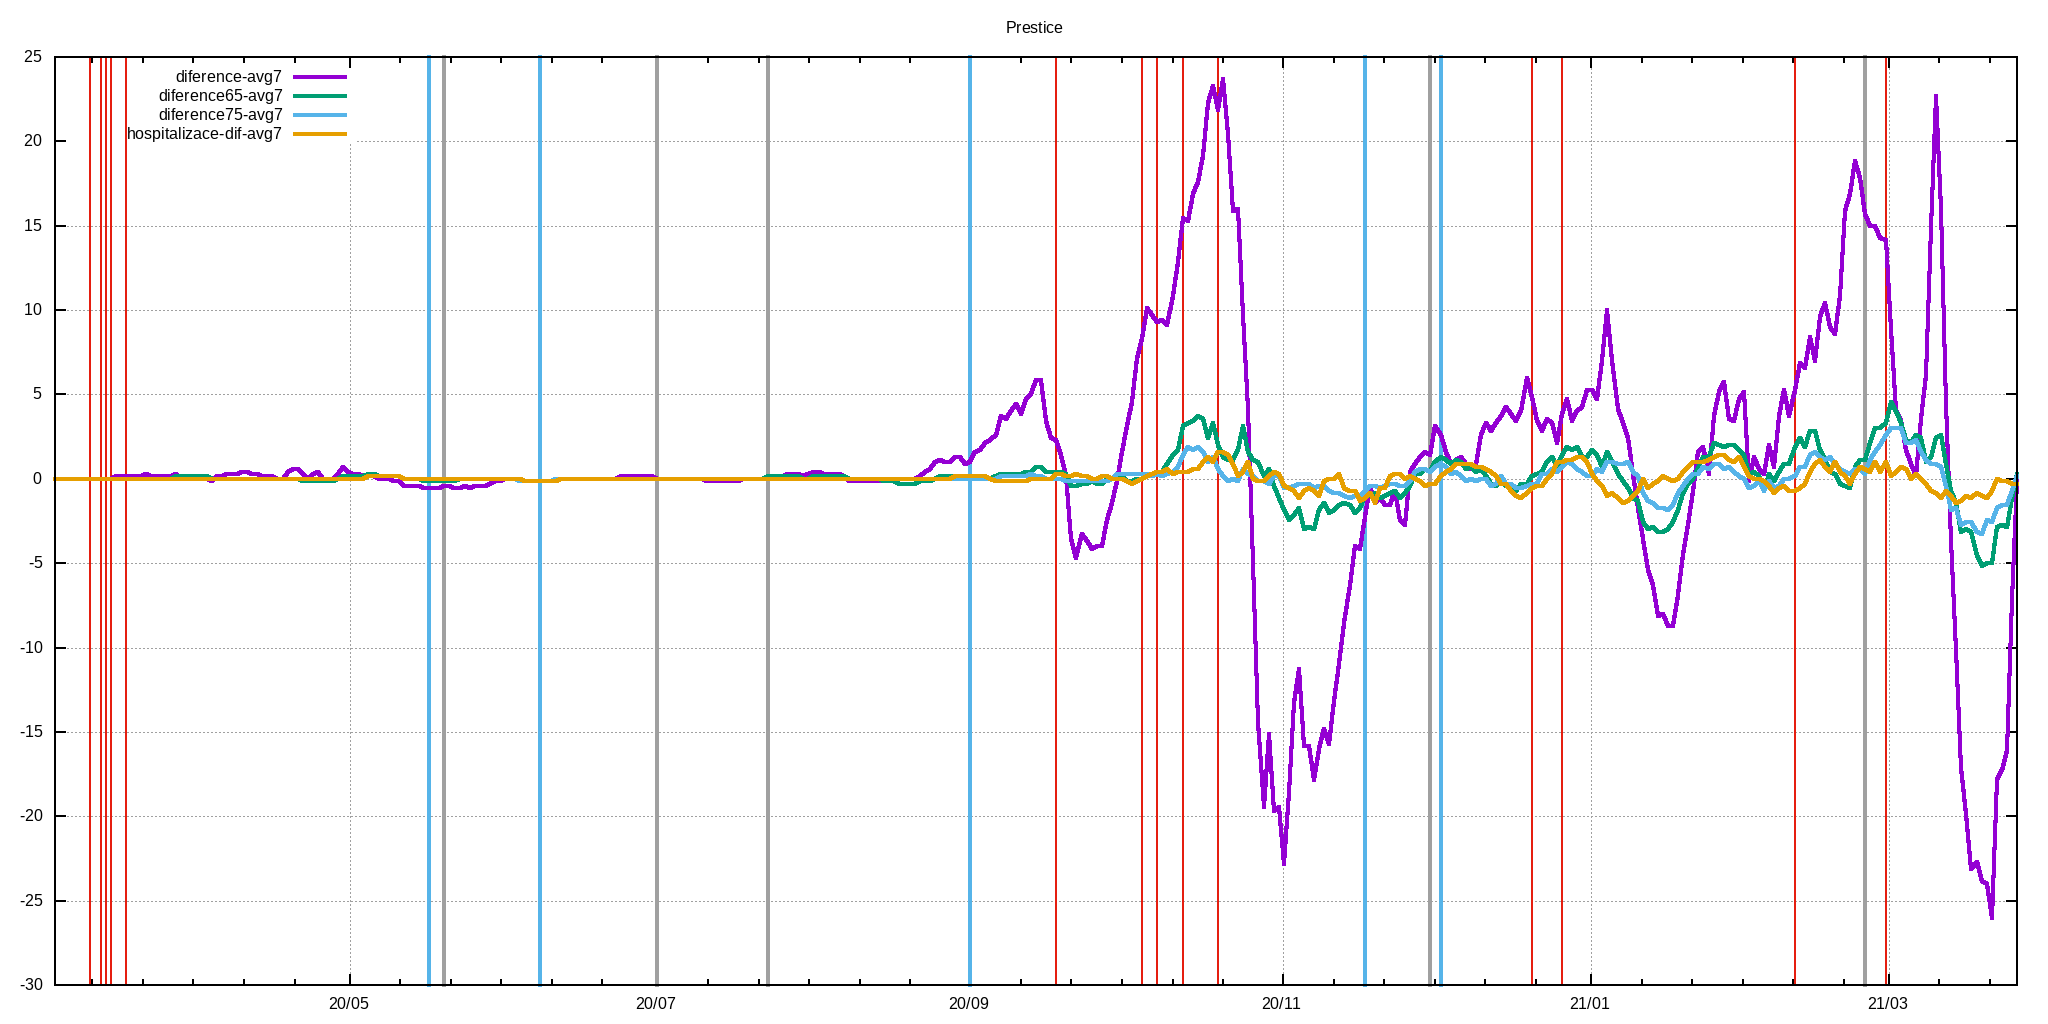 Prestice
25
20
15
10
5
0
-5
-10
-15
-20
-25
-30
diference-avg7
diference65-avg7
diference75-avg7
hospitalizace-dif-avg7
20/05 20/07 20/09 20/11 21/01 21/03